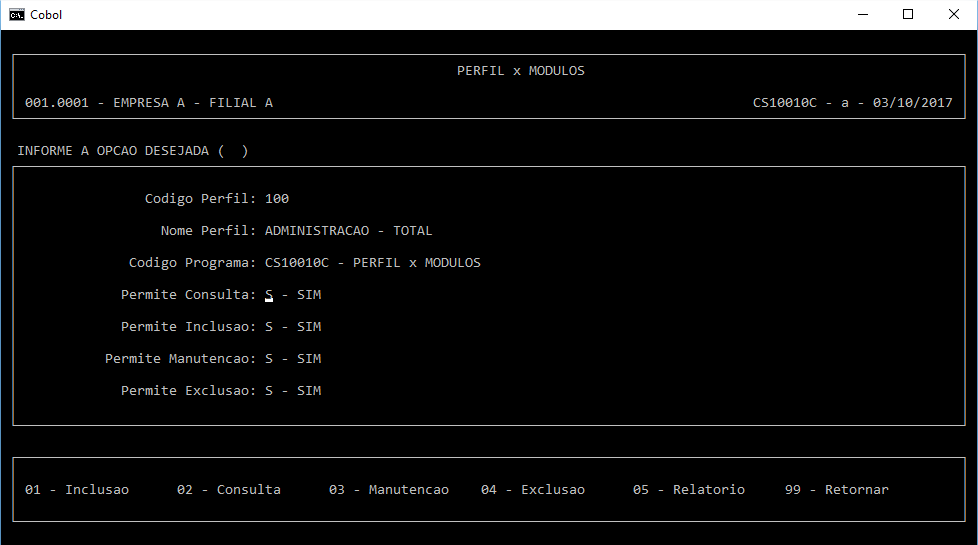 Cobol
PERFIL x MODULOS
001.0001 - EMPRESA A - FILIAL A CS10010C - a - 03/10/2017
INFORME A OPCAO DESEJADA (  )
Codigo Perfil: 100
Nome Perfil: ADMINISTRACAO - TOTAL
Codigo Programa: CS10010C - PERFIL x MODULOS
Permite Consulta: S - SIM
Permite Inclusao: S - SIM
Permite Manutencao: S - SIM
Permite Exclusao: S - SIM
01 - Inclusao 02 - Consulta 03 - Manutencao 04 - Exclusao 05 - Relatorio 99 - Retornar